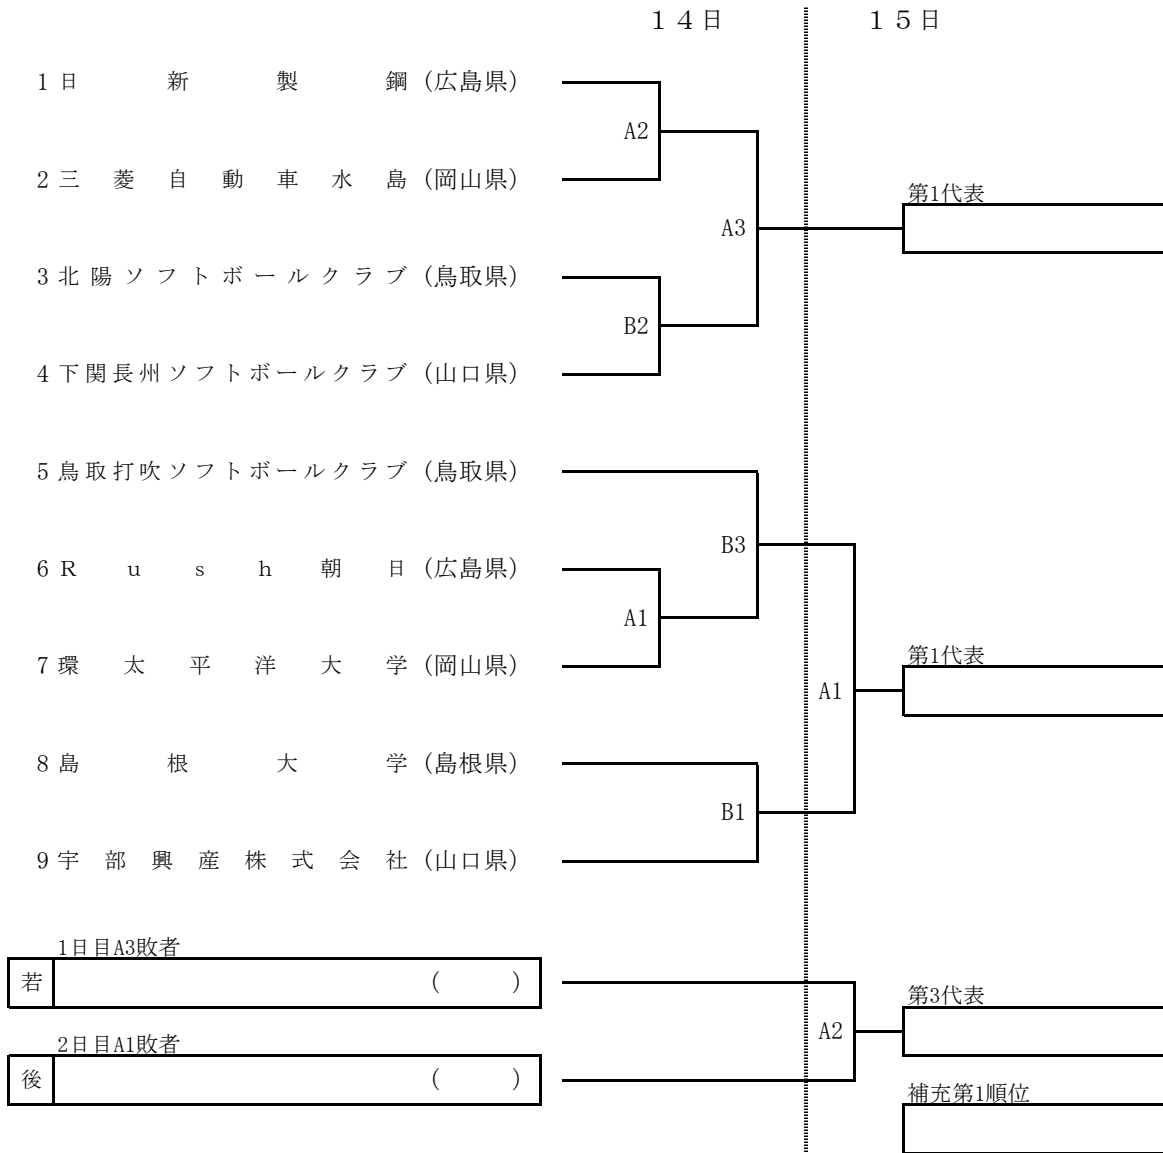 １４日 １５日
1 日新製鋼 (広島県)
A2
2 三菱自動車水島 (岡山県)
第1代表
A3
3 北陽ソフトボールクラブ (鳥取県)
B2
4 下関長州ソフトボールクラブ (山口県)
5 鳥取打吹ソフトボールクラブ (鳥取県)
B3
6 Rush朝日 (広島県)
A1
7 環太平洋大学 (岡山県)
第1代表
A1
8 島根大学 (島根県)
B1
9 宇部興産株式会社 (山口県)
1日目A3敗者
若 ( )
第3代表
A2
2日目A1敗者
後 ( )
補充第1順位